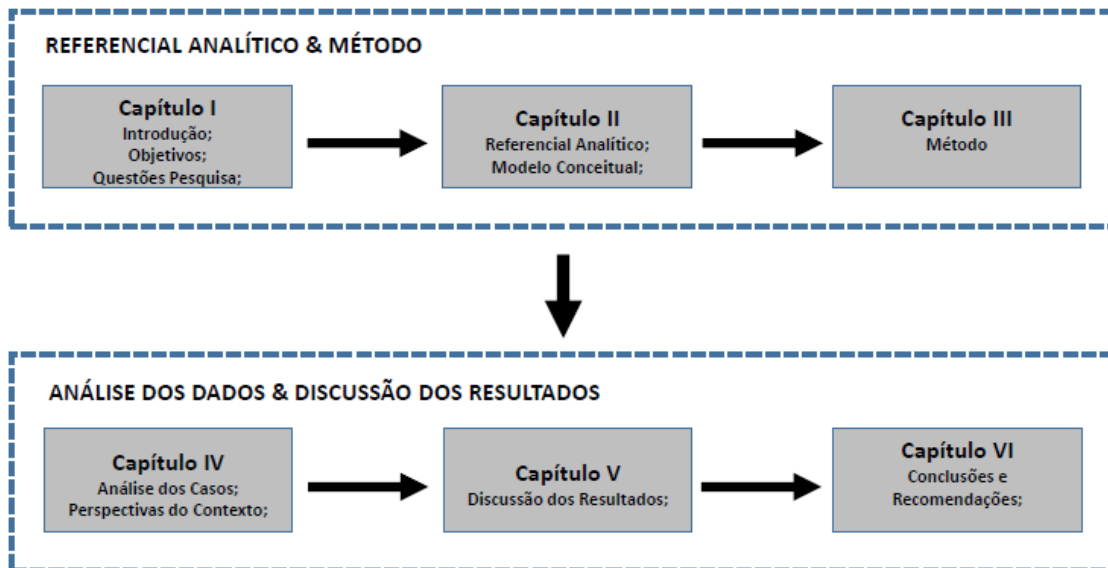 REFERENCIAL ANALÍTICO & MÉTODO
Capítulo I
Introdução;
Objetivos;
Questões Pesquisa;
Capítulo II
Referencial Analítico;
Modelo Conceitual;
Capítulo III
Método
ANÁLISE DOS DADOS & DISCUSSÃO DOS RESULTADOS
Capítulo IV
Análise dos Casos;
Perspectivas do Contexto;
Capítulo V
Discussão dos Resultados;
Capítulo VI
Conclusões e
Recomendações;